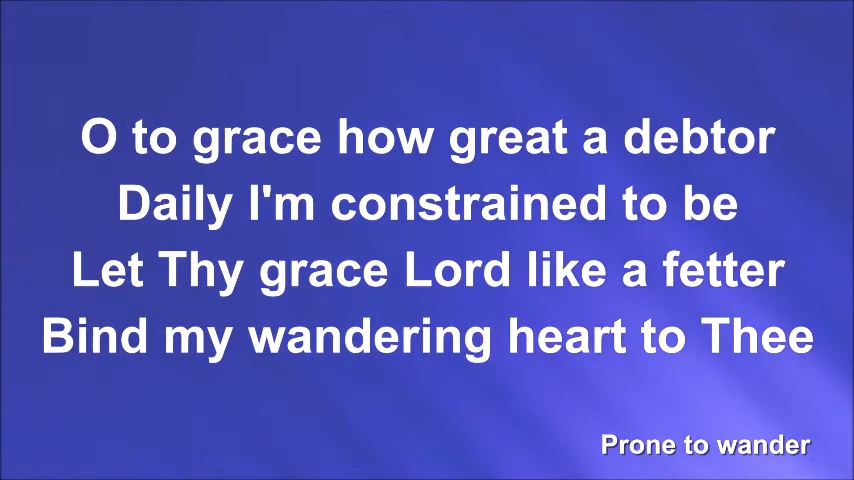 O to grace how great a debtor
Daily I'm constrained to be
Let Thy grace Lord like a fetter
Bind my wandering heart to Thee
Prone to wander